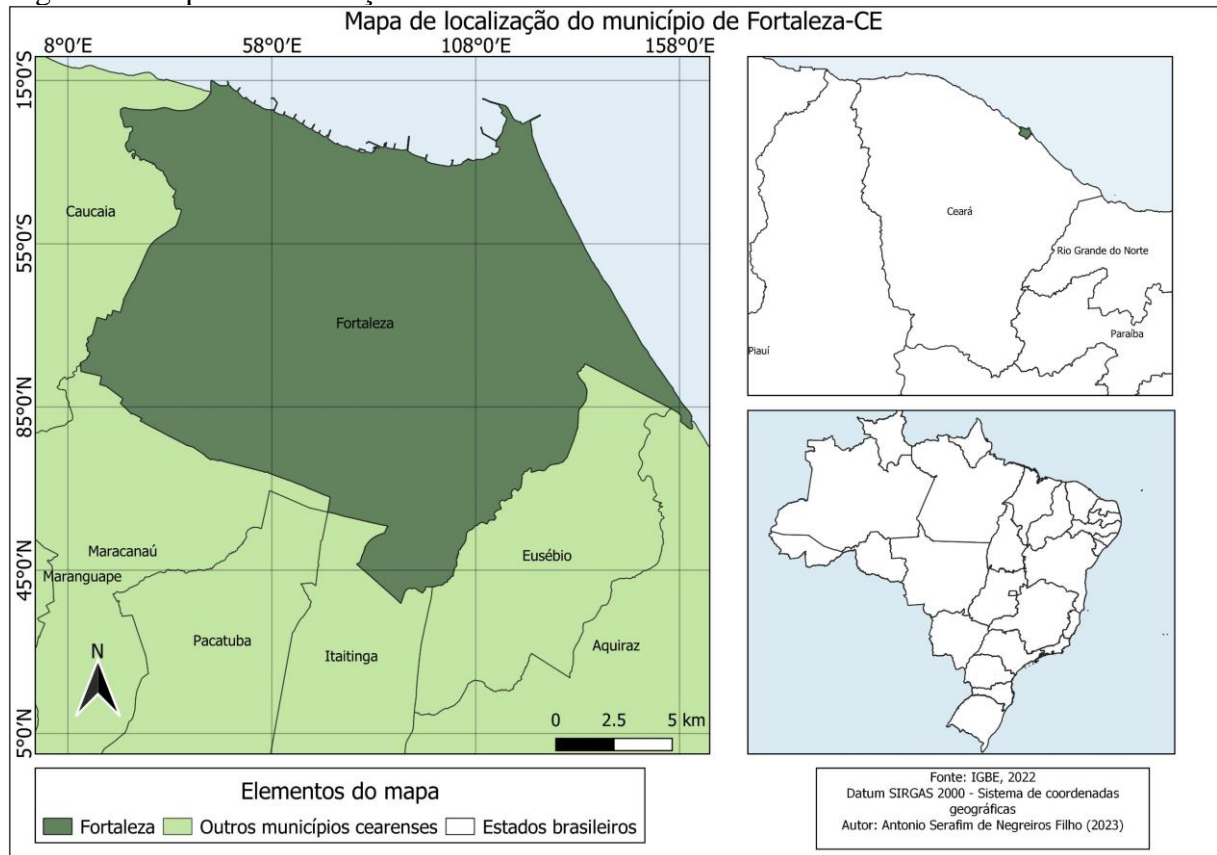 Mapa de localização do município de Fortaleza-CE
8°0′E
58°0′E
108°0′E
158°0′E
15°0′S
55°0′S
85°0′N
45°0′N
5°0′N
Caucaia
Fortaleza
Maracanaú
Maranguape
Eusébio
Pacatuba
Itaitinga
Aquiraz
N
0 2.5 5 km
Ceará
Rio Grande do Norte
Paraíba
Piauí
Elementos do mapa
Fortaleza Outros municípios cearenses Estados brasileiros
Fonte: IGBE, 2022
Datum SIRGAS 2000 - Sistema de coordenadas
geográficas
Autor: Antonio Serafim de Negreiros Filho (2023)